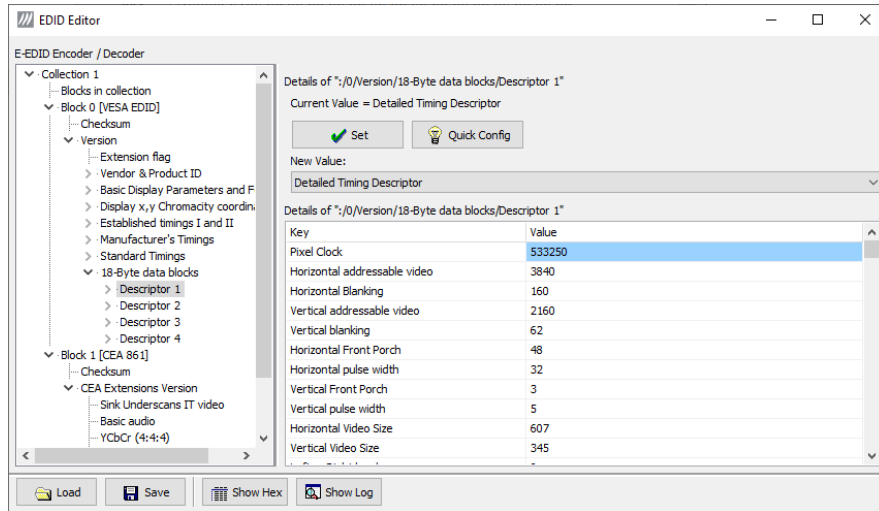 EDID Editor
E-EDID Encoder / Decoder
Collection 1
Blocks in collection
Block 0 [VESA EDID]
Checksum
Version
Extension flag
Vendor & Product ID
Basic Display Parameters and F
Display x,y Chromacity coordin
Established timings I and II
Manufacturer's Timings
Standard Timings
18-Byte data blocks
Descriptor 1
Descriptor 2
Descriptor 3
Descriptor 4
Block 1 [CEA 861]
Checksum
CEA Extensions Version
Sink Underscans IT video
Basic audio
YCbCr (4:4:4)
Details of ":/0/Version/18-Byte data blocks/Descriptor 1"
Current Value = Detailed Timing Descriptor
Set Quick Config
New Value:
Detailed Timing Descriptor
Details of ":/0/Version/18-Byte data blocks/Descriptor 1"
Key Value
Pixel Clock 533250
Horizontal addressable video 3840
Horizontal Blanking 160
Vertical addressable video 2160
Vertical blanking 62
Horizontal Front Porch 48
Horizontal pulse width 32
Vertical Front Porch 3
Vertical pulse width 5
Horizontal Video Size 607
Vertical Video Size 345
Load Save Show Hex Show Log